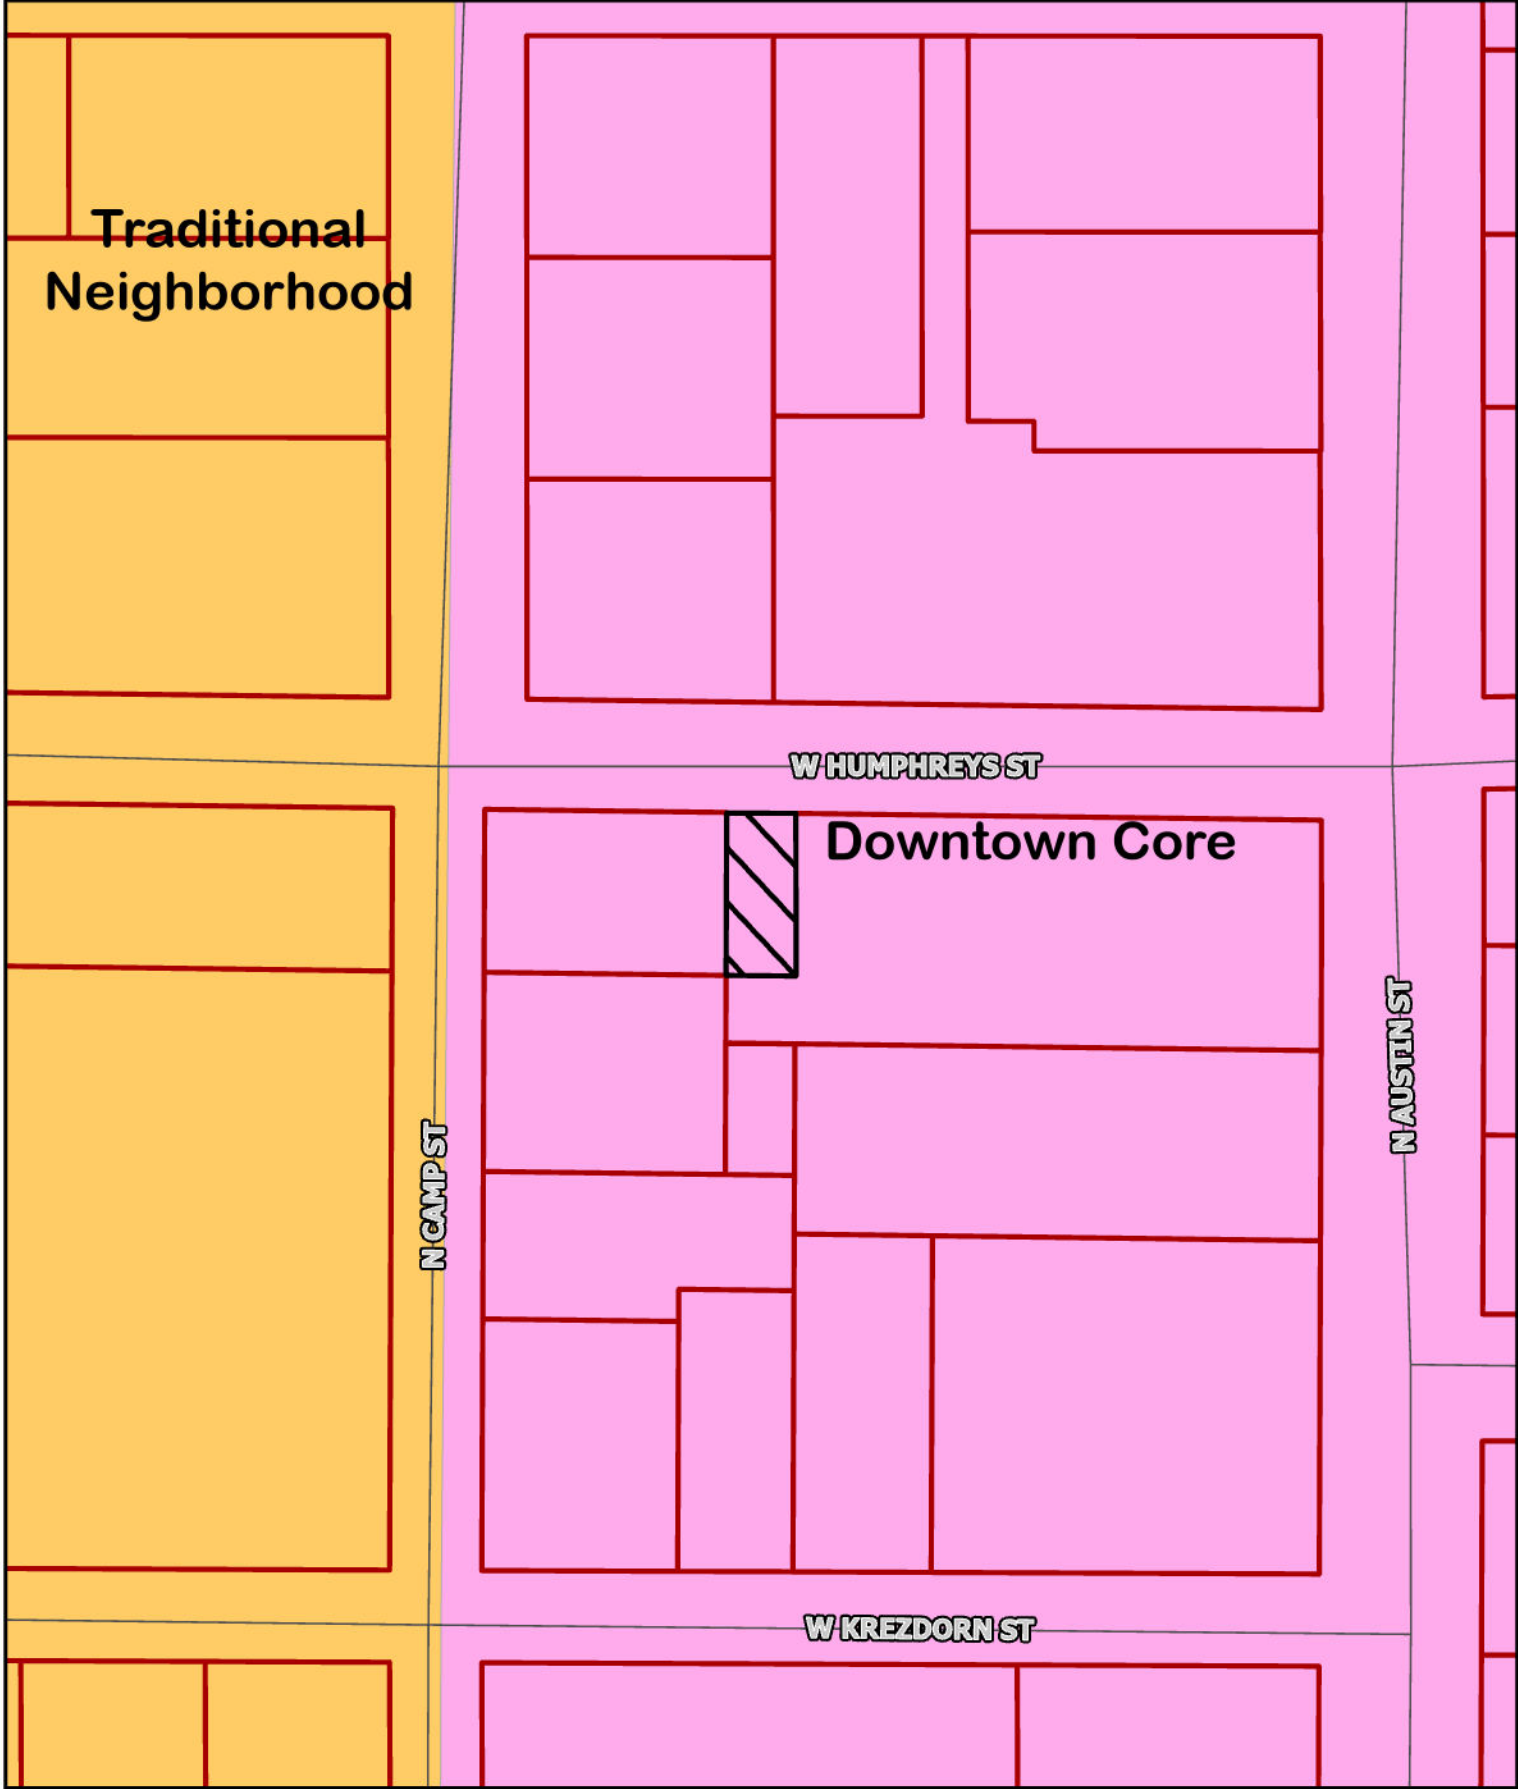 Traditional
Neighborhood
W HUMPHREYS ST
Downtown Core
N AUSTIN ST
N CAMP ST
W KREZDORN ST